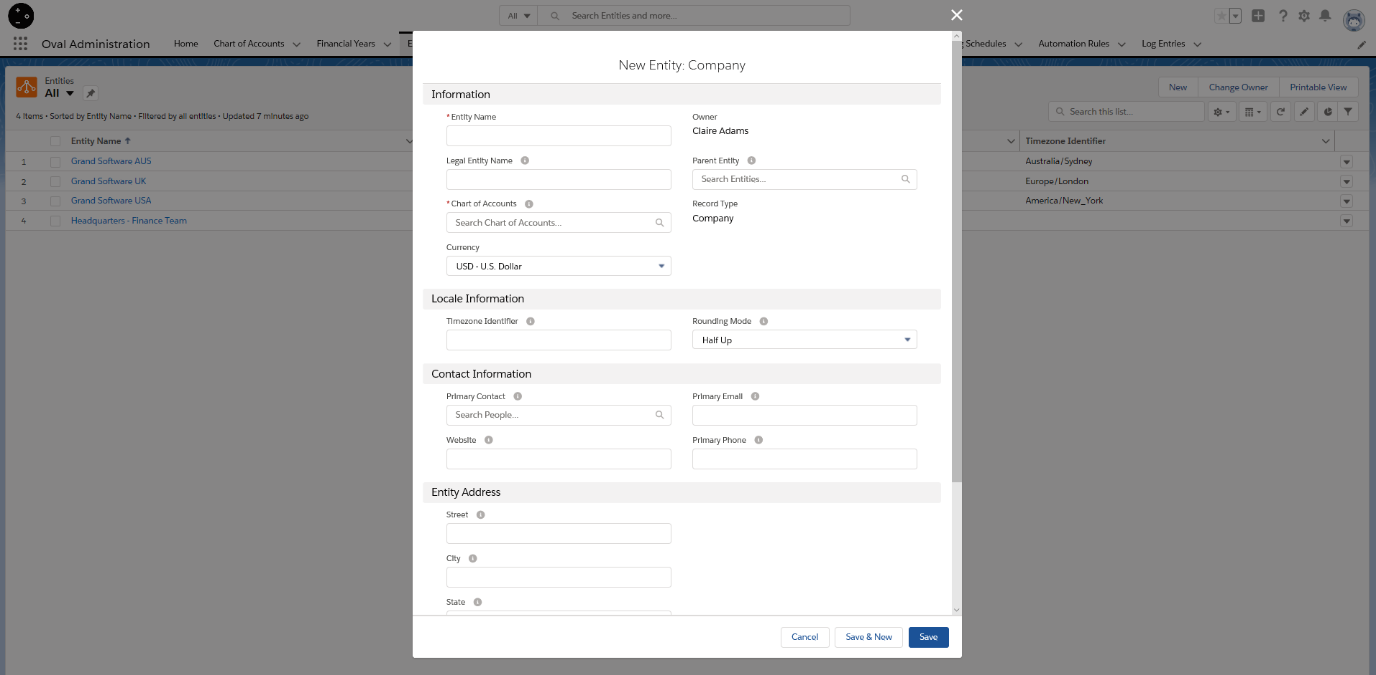 All
Search Entities and more...
Oval Administration
Home
Chart of Accounts
Financial Years
E
Schedules
Automation Rules
Log Entries
Entities
All
New
Change Owner
Printable View
4 items • Sorted by Entity Name • Filtered by all entities • Updated 7 minutes ago
Search this list...
Entity Name ↑
Timezone Identifier
1 Grand Software AUS
Australia/Sydney
2 Grand Software UK
Europe/London
3 Grand Software USA
America/New_York
4 Headquarters - Finance Team
New Entity: Company
Information
*Entity Name
Owner
Claire Adams
Legal Entity Name
Parent Entity
Search Entities...
*Chart of Accounts
Search Chart of Accounts...
Record Type
Company
Currency
USD - U.S. Dollar
Locale Information
Timezone Identifier
Rounding Mode
Half Up
Contact Information
Primary Contact
Search People...
Primary Email
Website
Primary Phone
Entity Address
Street
City
State
Cancel
Save & New
Save